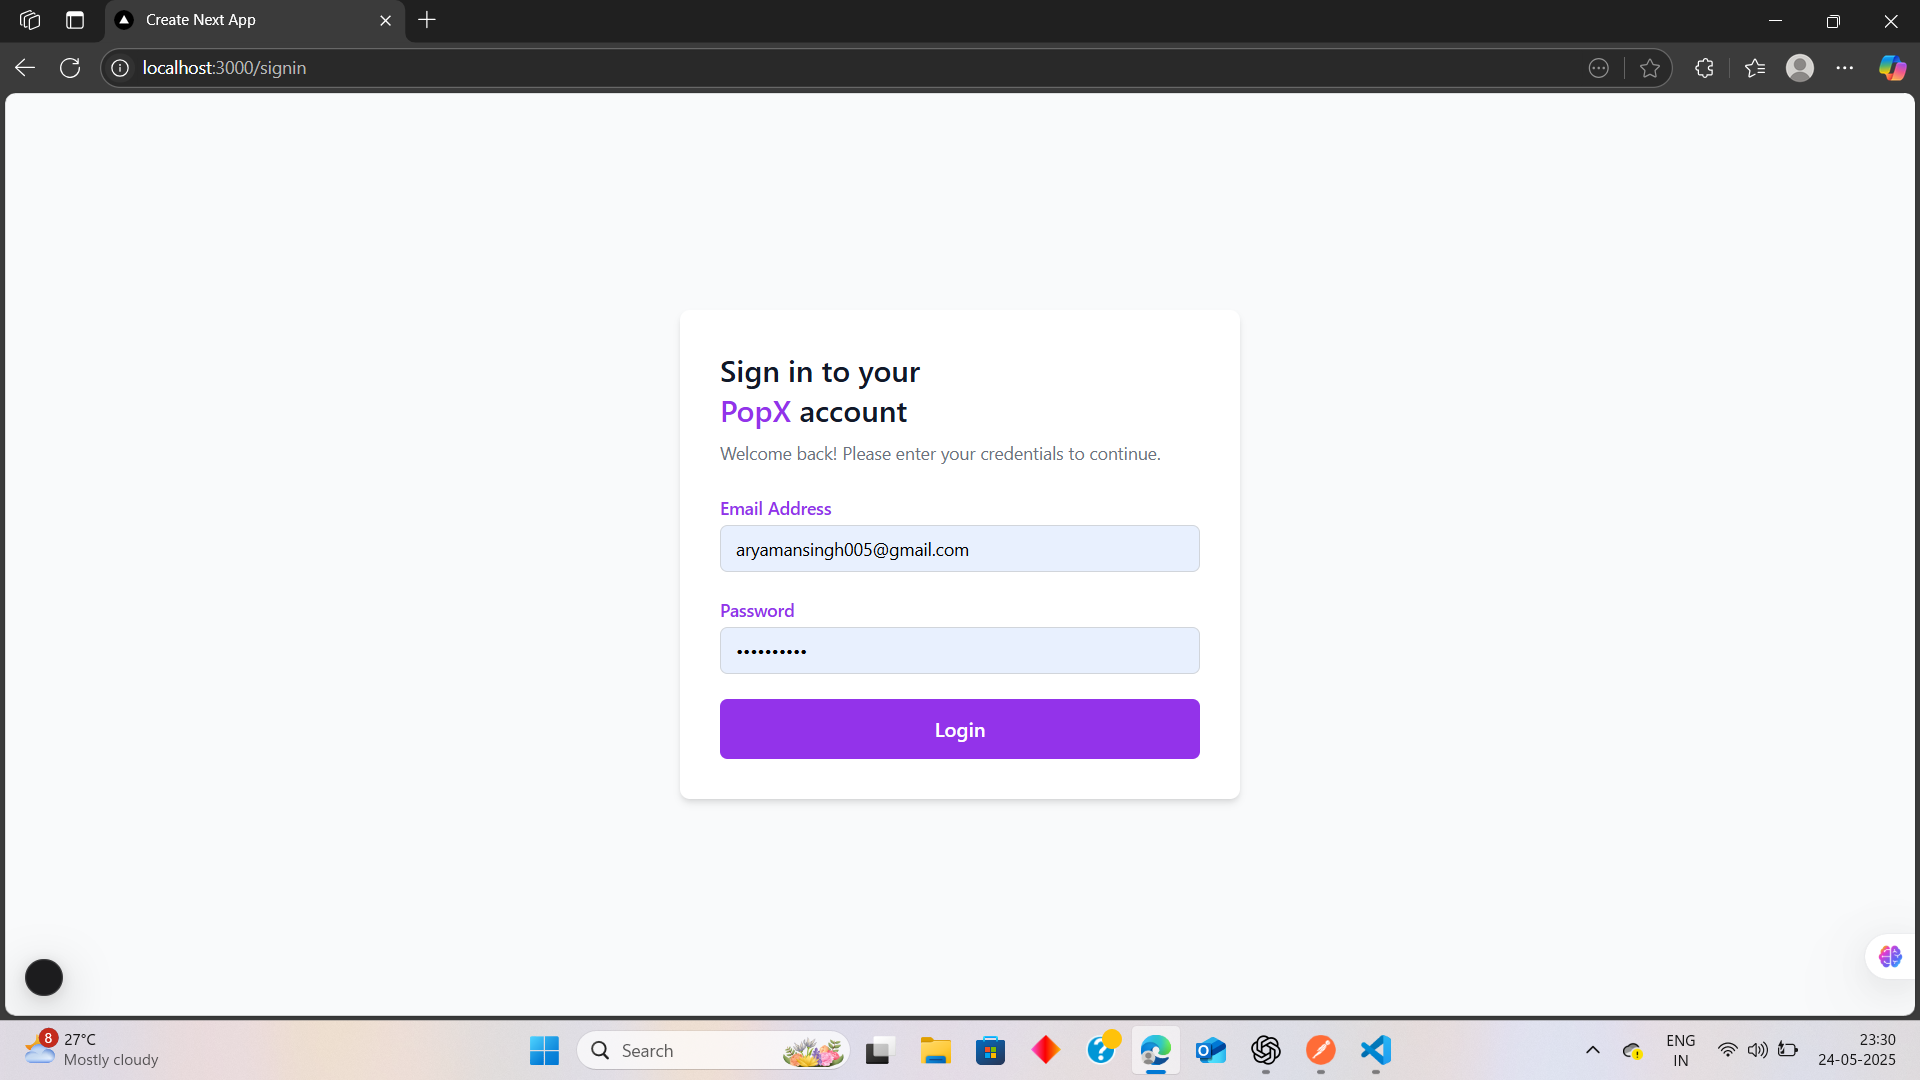 Create Next App
localhost:3000/signin
Sign in to your
PopX account
Welcome back! Please enter your credentials to continue.
Email Address
aryamansingh005@gmail.com
Password
••••••••••
Login
8
27°C
Mostly cloudy
Search
ENG
IN
23:30
24-05-2025